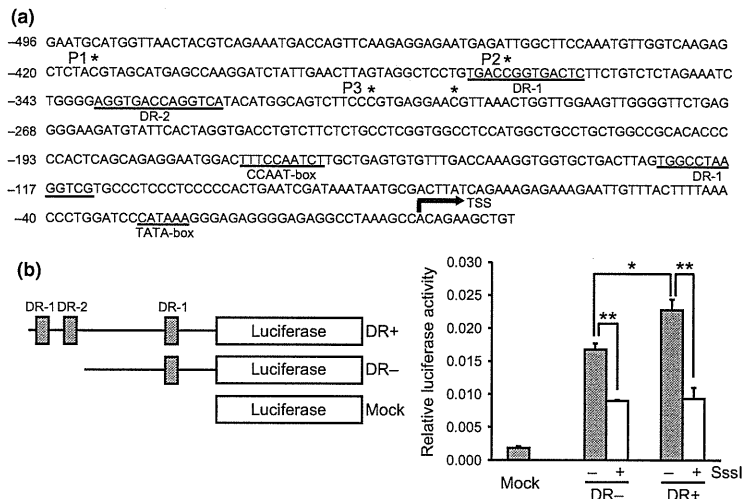 (a)
–496 GAATGCATGGTTAACTACGTCAGAAATGACCAGTTCAAGAGGAGAATGAGATTGGCTTCCAAATGTTGGTCAAGAG
P1 * P2 *
–420 CTCTACGTAGCATGAGCCAAGGATCTATTGAACTTAGTAGGCTCCTGTGACCGGTGACTCTTCTGTCTCTAGAAATC
P3 * * DR-1
–343 TGGGGAGGTGACCAGGTCATACATGGCAGTCTTCCCGTGAGGAACGTTAAACTGGTTGGAAGTTGGGGTTCTGAG
DR-2
–268 GGGAAGATGTATTCACTAGGTGACCTGTCTTCTCTGCCTCGGTGGCCTCCATGGCTGCCTGCTGGCCGCACACCC
–193 CCACTCAGCAGAGGAATGGACTTTCCAATCTTGCTGAGTGTGTTTGACCAAAGGTGGTGCTGACTTAGTGGCCTAA
CCAAT-box DR-1
–117 GGTCGTGCCCTCCCTCCCCCACTGAATCGATAAATAATGCGACTTATCAGAAAGAGAAAGAATTGTTTACTTTTAAA
–40 CCCTGGATCCCATAAAGGGAGAGGGGAGAGGCCTAAAGCCACAGAAGCTGT
TATA-box TSS
(b)
DR-1 DR-2 DR-1
Luciferase DR+
Luciferase DR–
Luciferase Mock
Relative luciferase activity
0.030
0.025
0.020
0.015
0.010
0.005
0.000
* **
**
– + – + SssI
Mock DR– DR+